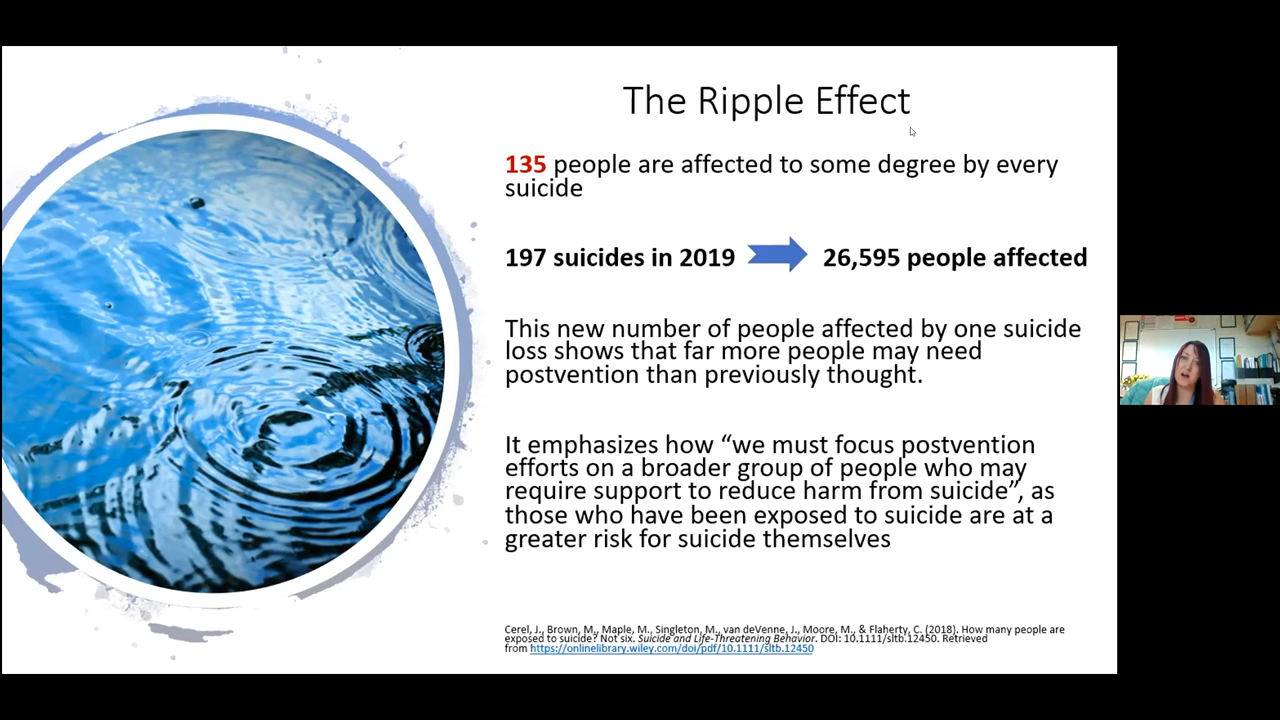 The Ripple Effect
135 people are affected to some degree by every
suicide
197 suicides in 2019
26,595 people affected
This new number of people affected by one suicide
loss shows that far more people may need
postvention than previously thought.
It emphasizes how “we must focus postvention
efforts on a broader group of people who may
require support to reduce harm from suicide”, as
those who have been exposed to suicide are at a
greater risk for suicide themselves
Cerel, J., Brown, M., Maple, M., Singleton, M., van deVenne, J., Moore, M., & Flaherty, C. (2018). How many people are
exposed to suicide? Not six. Suicide and Life-Threatening Behavior. DOI: 10.1111/sltb.12450. Retrieved
from https://onlinelibrary.wiley.com/doi/pdf/10.1111/sltb.12450